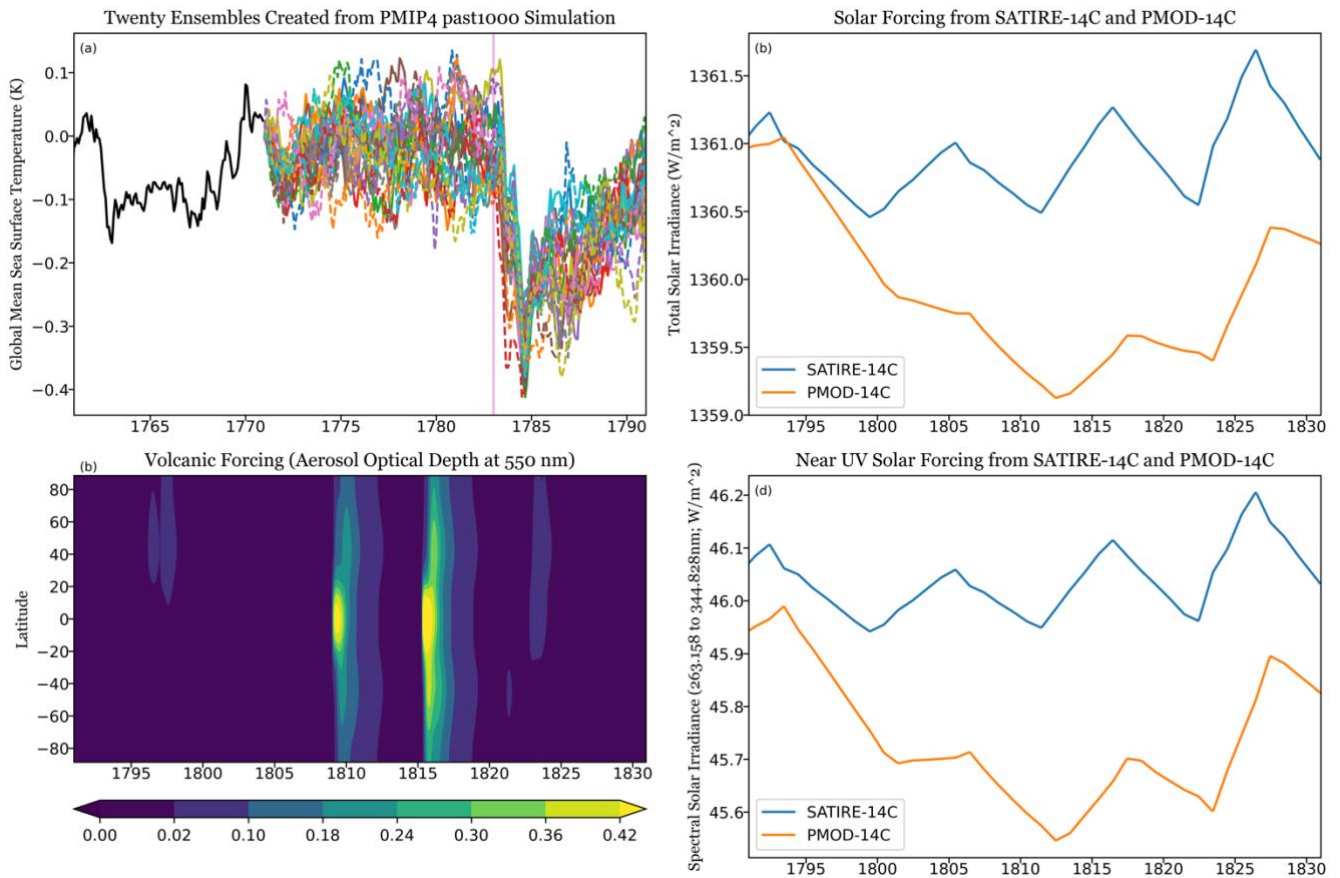 Twenty Ensembles Created from PMIP4 past1000 Simulation
(a)
Global Mean Sea Surface Temperature (K)
0.1
0.0
−0.1
−0.2
−0.3
−0.4
1765 1770 1775 1780 1785 1790
Solar Forcing from SATIRE-14C and PMOD-14C
(b)
Total Solar Irradiance (W/m^2)
1361.5
1361.0
1360.5
1360.0
1359.5
1359.0
SATIRE-14C
PMOD-14C
1795 1800 1805 1810 1815 1820 1825 1830
Volcanic Forcing (Aerosol Optical Depth at 550 nm)
(b)
Latitude
80
60
40
20
0
−20
−40
−60
−80
1795 1800 1805 1810 1815 1820 1825 1830
0.00 0.02 0.10 0.18 0.24 0.30 0.36 0.42
Near UV Solar Forcing from SATIRE-14C and PMOD-14C
(d)
Spectral Solar Irradiance (263.158 to 344.828nm; W/m^2)
46.2
46.1
46.0
45.9
45.8
45.7
45.6
SATIRE-14C
PMOD-14C
1795 1800 1805 1810 1815 1820 1825 1830